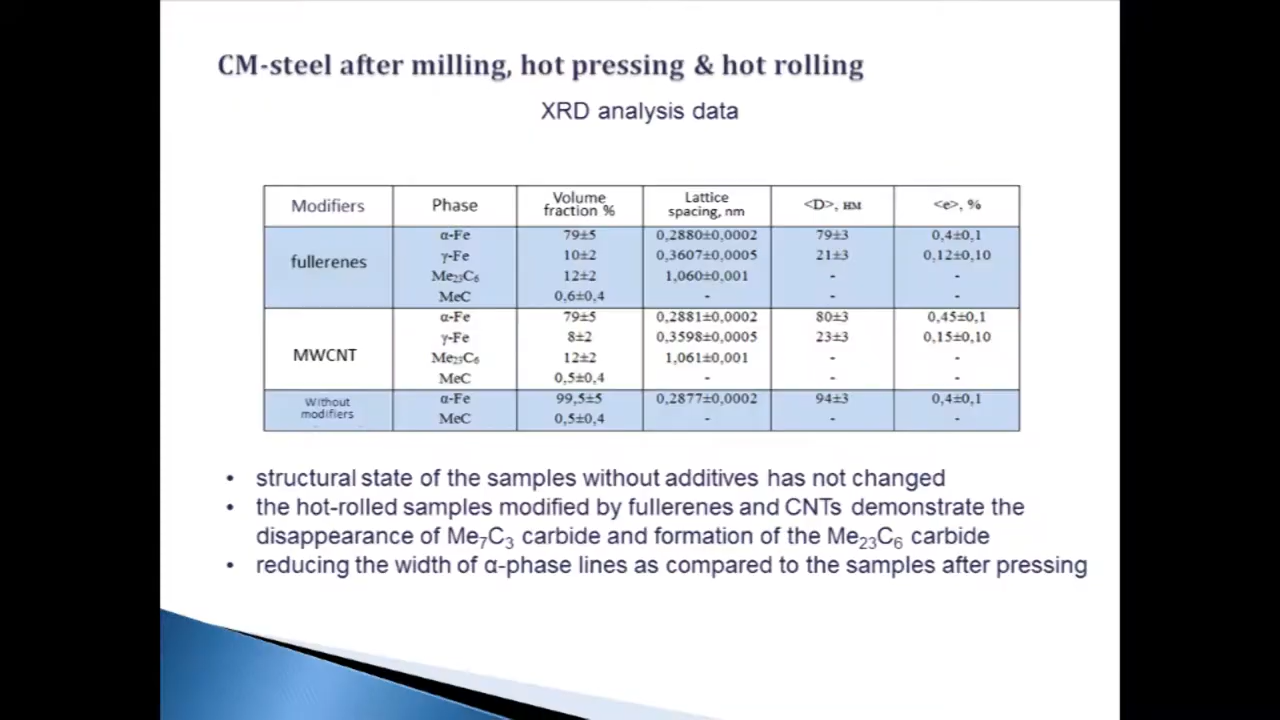 CM-steel after milling, hot pressing & hot rolling
XRD analysis data
Modifiers Phase Volume fraction % Lattice spacing, nm <D>, нм <e>, %
fullerenes α-Fe 79±5 0,2880±0,0002 79±3 0,4±0,1
γ-Fe 10±2 0,3607±0,0005 21±3 0,12±0,10
Me₂₃C₆ 12±2 1,060±0,001 - -
MeC 0,6±0,4 - - -
MWCNT α-Fe 79±5 0,2881±0,0002 80±3 0,45±0,1
γ-Fe 8±2 0,3598±0,0005 23±3 0,15±0,10
Me₂₃C₆ 12±2 1,061±0,001 - -
MeC 0,5±0,4 - - -
Without modifiers α-Fe 99,5±5 0,2877±0,0002 94±3 0,4±0,1
MeC 0,5±0,4 - - -
• structural state of the samples without additives has not changed
• the hot-rolled samples modified by fullerenes and CNTs demonstrate the
disappearance of Me₇C₃ carbide and formation of the Me₂₃C₆ carbide
• reducing the width of α-phase lines as compared to the samples after pressing